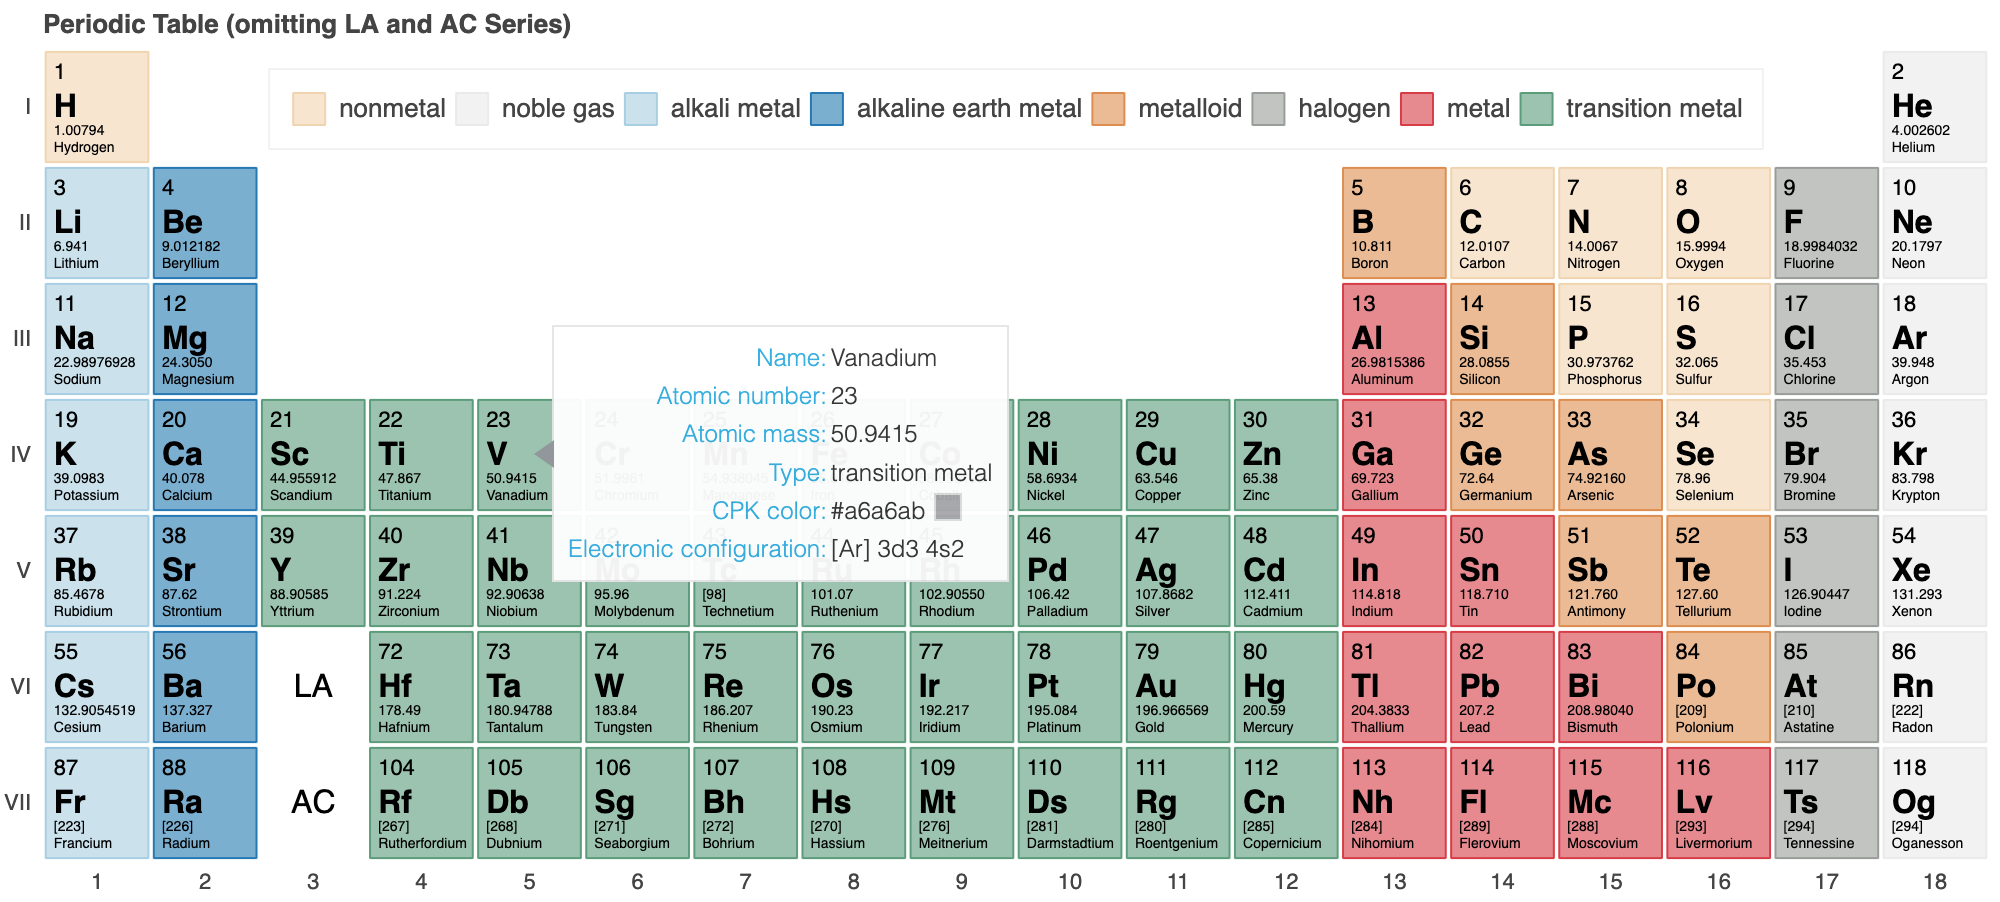 Periodic Table (omitting LA and AC Series)
nonmetal noble gas alkali metal alkaline earth metal metalloid halogen metal transition metal
I
1
H
1.00794
Hydrogen
2
He
4.002602
Helium
II
3
Li
6.941
Lithium
4
Be
9.012182
Beryllium
5
B
10.811
Boron
6
C
12.0107
Carbon
7
N
14.0067
Nitrogen
8
O
15.9994
Oxygen
9
F
18.9984032
Fluorine
10
Ne
20.1797
Neon
III
11
Na
22.98976928
Sodium
12
Mg
24.3050
Magnesium
13
Al
26.9815386
Aluminum
14
Si
28.0855
Silicon
15
P
30.973762
Phosphorus
16
S
32.065
Sulfur
17
Cl
35.453
Chlorine
18
Ar
39.948
Argon
Name: Vanadium
Atomic number: 23
Atomic mass: 50.9415
Type: transition metal
CPK color: #a6a6ab
Electronic configuration: [Ar] 3d3 4s2
IV
19
K
39.0983
Potassium
20
Ca
40.078
Calcium
21
Sc
44.955912
Scandium
22
Ti
47.867
Titanium
23
V
50.9415
Vanadium
24
Cr
51.9961
Chromium
25
Mn
26
Fe
27
Co
28
Ni
58.6934
Nickel
29
Cu
63.546
Copper
30
Zn
65.38
Zinc
31
Ga
69.723
Gallium
32
Ge
72.64
Germanium
33
As
74.92160
Arsenic
34
Se
78.96
Selenium
35
Br
79.904
Bromine
36
Kr
83.798
Krypton
V
37
Rb
85.4678
Rubidium
38
Sr
87.62
Strontium
39
Y
88.90585
Yttrium
40
Zr
91.224
Zirconium
41
Nb
92.90638
Niobium
Mo
95.96
Molybdenum
Tc
[98]
Technetium
Ru
101.07
Ruthenium
Rh
102.90550
Rhodium
46
Pd
106.42
Palladium
47
Ag
107.8682
Silver
48
Cd
112.411
Cadmium
49
In
114.818
Indium
50
Sn
118.710
Tin
51
Sb
121.760
Antimony
52
Te
127.60
Tellurium
53
I
126.90447
Iodine
54
Xe
131.293
Xenon
VI
55
Cs
132.9054519
Cesium
56
Ba
137.327
Barium
LA
72
Hf
178.49
Hafnium
73
Ta
180.94788
Tantalum
74
W
183.84
Tungsten
75
Re
186.207
Rhenium
76
Os
190.23
Osmium
77
Ir
192.217
Iridium
78
Pt
195.084
Platinum
79
Au
196.966569
Gold
80
Hg
200.59
Mercury
81
Tl
204.3833
Thallium
82
Pb
207.2
Lead
83
Bi
208.98040
Bismuth
84
Po
[209]
Polonium
85
At
[210]
Astatine
86
Rn
[222]
Radon
VII
87
Fr
[223]
Francium
88
Ra
[226]
Radium
AC
104
Rf
[267]
Rutherfordium
105
Db
[268]
Dubnium
106
Sg
[271]
Seaborgium
107
Bh
[272]
Bohrium
108
Hs
[270]
Hassium
109
Mt
[276]
Meitnerium
110
Ds
[281]
Darmstadtium
111
Rg
[280]
Roentgenium
112
Cn
[285]
Copernicium
113
Nh
[284]
Nihomium
114
Fl
[289]
Flerovium
115
Mc
[288]
Moscovium
116
Lv
[293]
Livermorium
117
Ts
[294]
Tennessine
118
Og
[294]
Oganesson
1 2 3 4 5 6 7 8 9 10 11 12 13 14 15 16 17 18